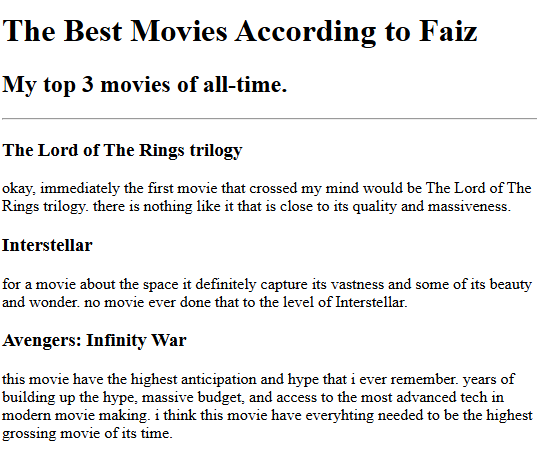 The Best Movies According to Faiz
My top 3 movies of all-time.
The Lord of The Rings trilogy
okay, immediately the first movie that crossed my mind would be The Lord of The
Rings trilogy. there is nothing like it that is close to its quality and massiveness.
Interstellar
for a movie about the space it definitely capture its vastness and some of its beauty
and wonder. no movie ever done that to the level of Interstellar.
Avengers: Infinity War
this movie have the highest anticipation and hype that i ever remember. years of
building up the hype, massive budget, and access to the most advanced tech in
modern movie making. i think this movie have everyhting needed to be the highest
grossing movie of its time.